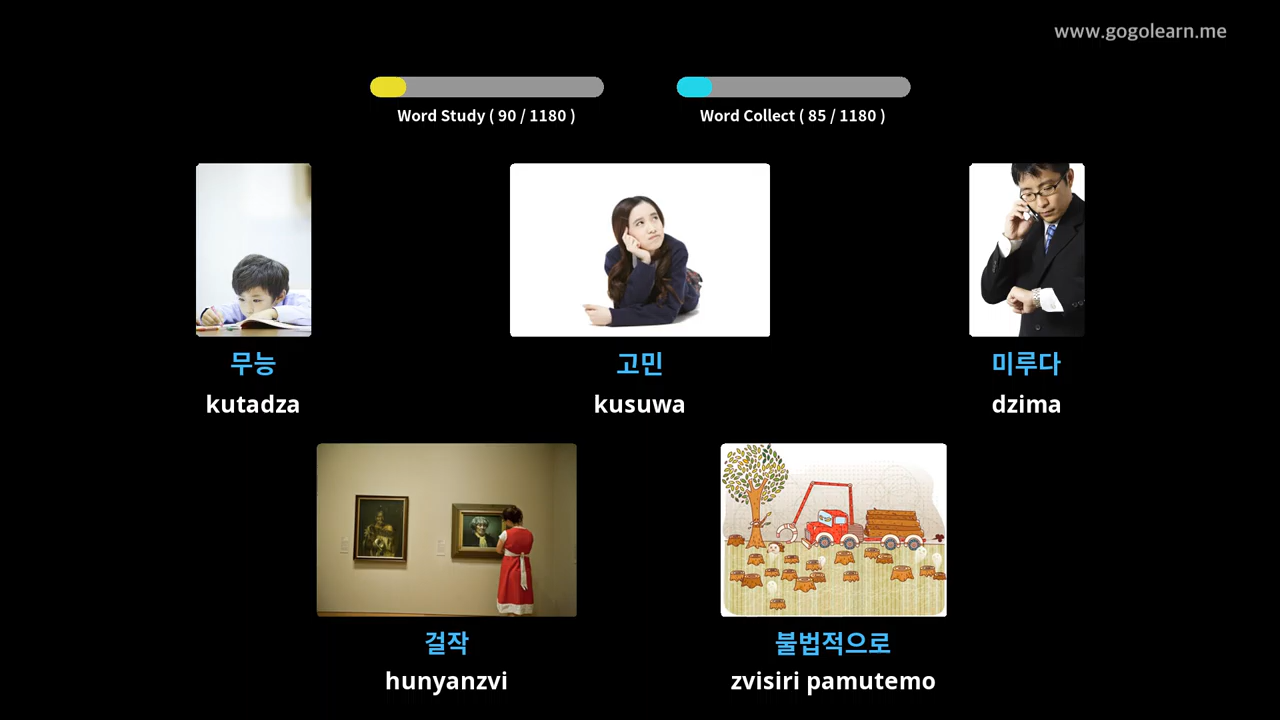 www.gogolearn.me
Word Study ( 90 / 1180 )
Word Collect ( 85 / 1180 )
무능
kutadza
고민
kusuwa
미루다
dzima
걸작
hunyanzvi
불법적으로
zvisiri pamutemo